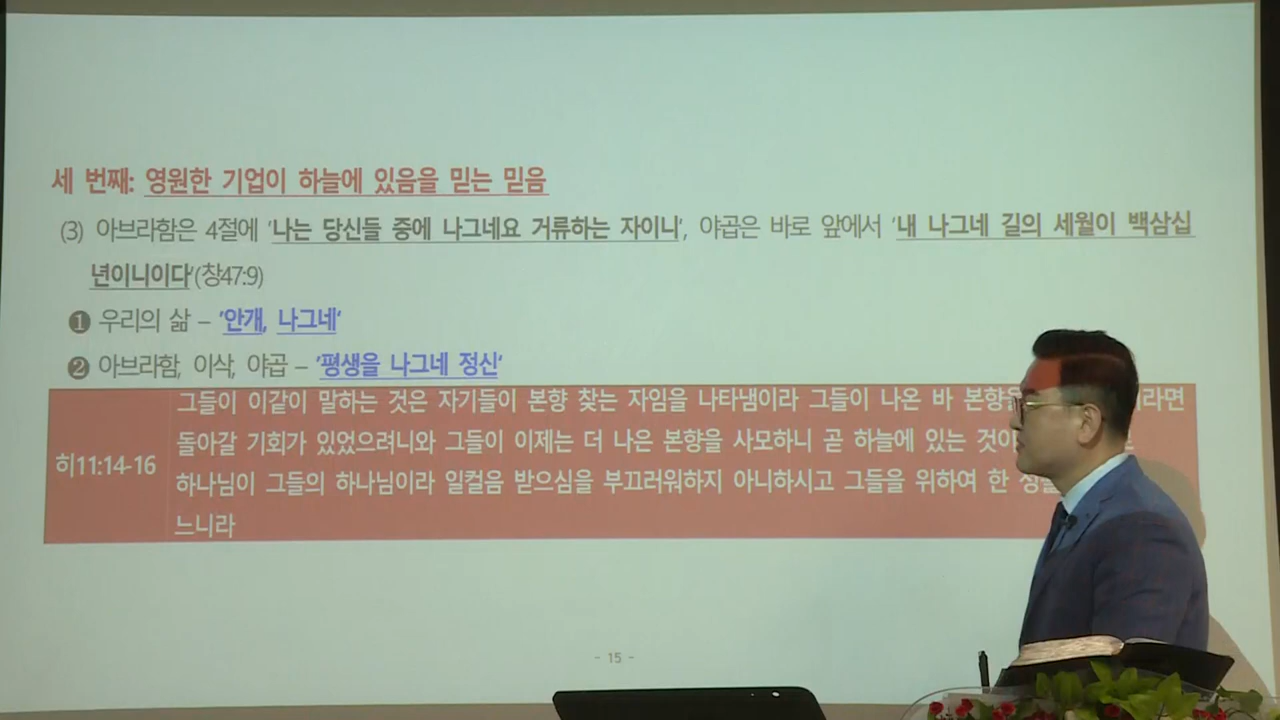 세 번째: 영원한 기업이 하늘에 있음을 믿는 믿음
(3) 아브라함은 4절에 '나는 당신들 중에 나그네요 거류하는 자이니', 야곱은 바로 앞에서 '내 나그네 길의 세월이 백삼십
년이니이다'(창47:9)
❶ 우리의 삶 – '안개, 나그네'
❷ 아브라함, 이삭, 야곱 – '평생을 나그네 정신'
그들이 이같이 말하는 것은 자기들이 본향 찾는 자임을 나타냄이라 그들이 나온 바 본향을 라면
돌아갈 기회가 있었으려니와 그들이 이제는 더 나은 본향을 사모하니 곧 하늘에 있는
히11:14-16
하나님이 그들의 하나님이라 일컬음 받으심을 부끄러워하지 아니하시고 그들을 위하여 한
느니라
- 15 -